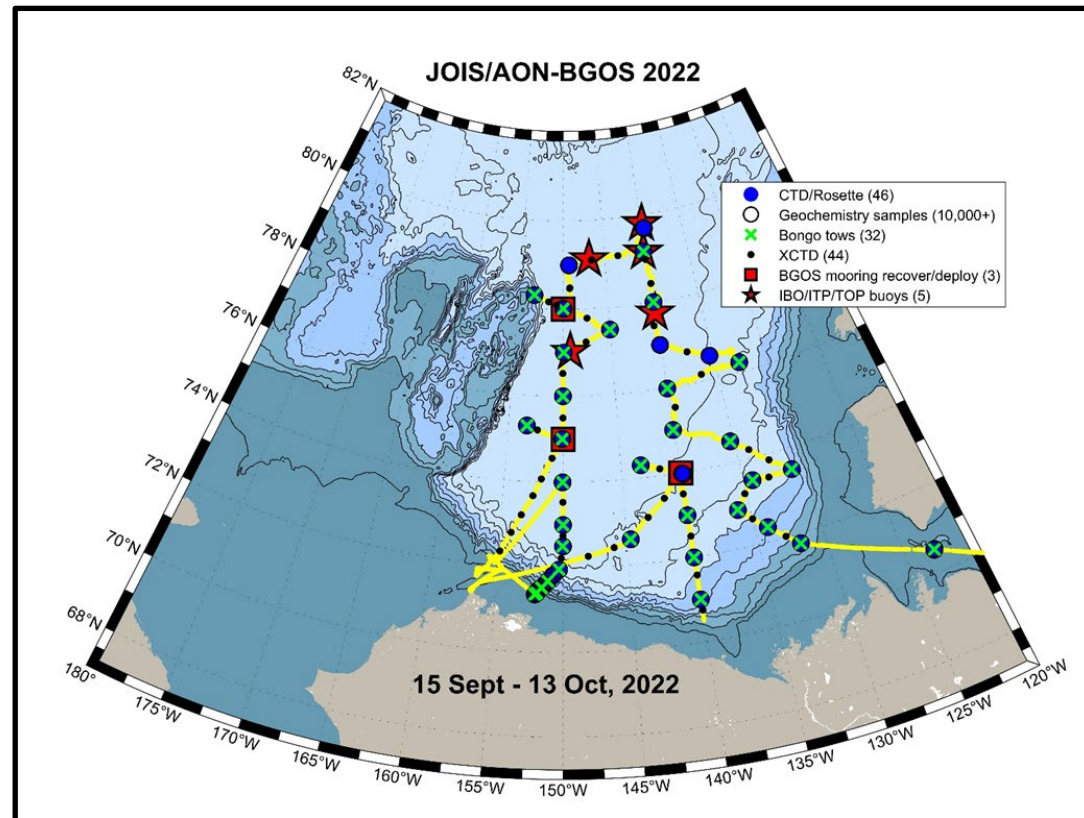 JOIS/AON-BGOS 2022
82°N
80°N
78°N
76°N
74°N
72°N
70°N
68°N
CTD/Rosette (46)
Geochemistry samples (10,000+)
Bongo tows (32)
XCTD (44)
BGOS mooring recover/deploy (3)
IBO/ITP/TOP buoys (5)
15 Sept - 13 Oct, 2022
180°
175°W
170°W
165°W
160°W
155°W
150°W
145°W
140°W
135°W
130°W
125°W
120°W